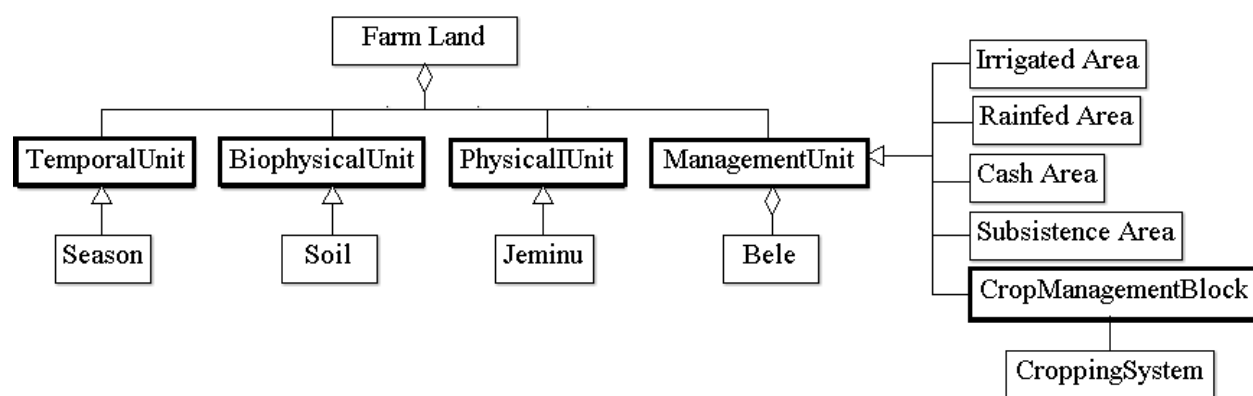 Farm Land
Irrigated Area
Rainfed Area
TemporalUnit
BiophysicalUnit
PhysicalIUnit
ManagementUnit
Cash Area
Season
Soil
Jeminu
Bele
Subsistence Area
CropManagementBlock
CroppingSystem